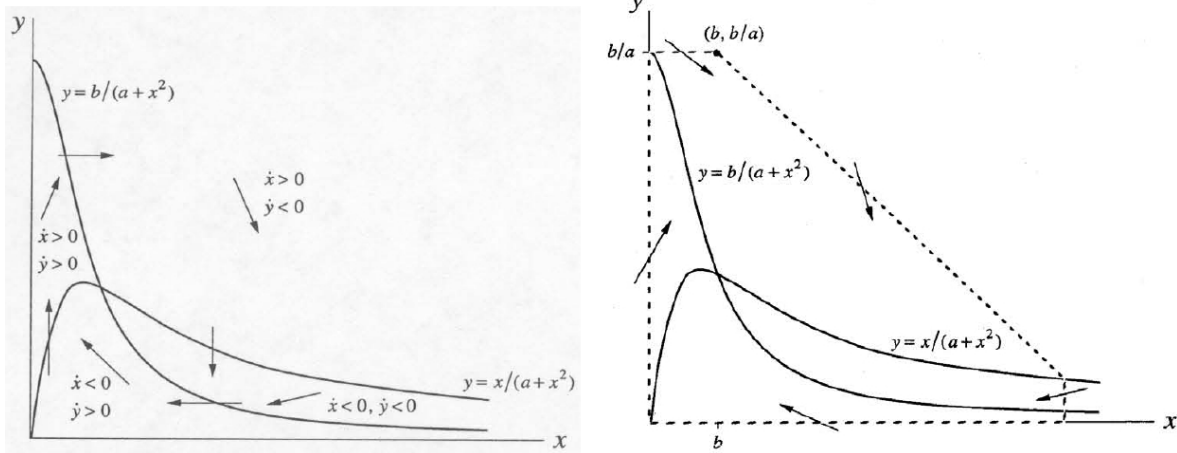 y
y = b/(a + x²)
ẋ > 0
ẏ < 0
ẋ > 0
ẏ > 0
ẋ < 0
ẏ > 0
y = x/(a + x²)
ẋ < 0, ẏ < 0
x
y
(b, b/a)
b/a
y = b/(a + x²)
y = x/(a + x²)
b
x